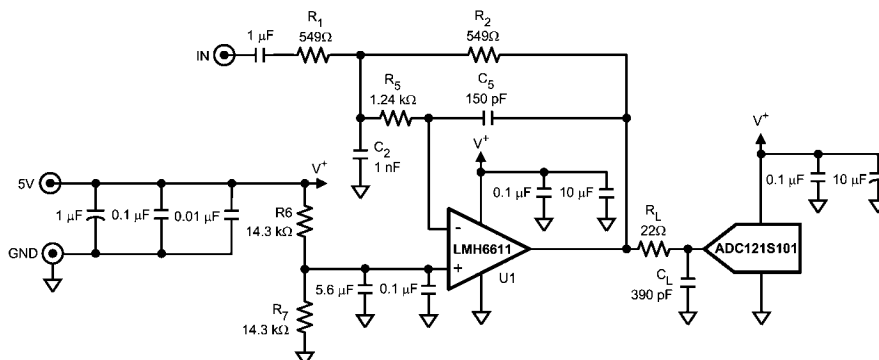 R1
549Ω
R2
549Ω
1 μF
IN
R5
1.24 kΩ
C5
150 pF
C2
1 nF
V+
V+
V+
5V
1 μF
0.1 μF
0.01 μF
R6
14.3 kΩ
0.1 μF
10 μF
0.1 μF
10 μF
GND
-
LMH6611
+
U1
RL
22Ω
ADC121S101
CL
390 pF
5.6 μF
0.1 μF
R7
14.3 kΩ